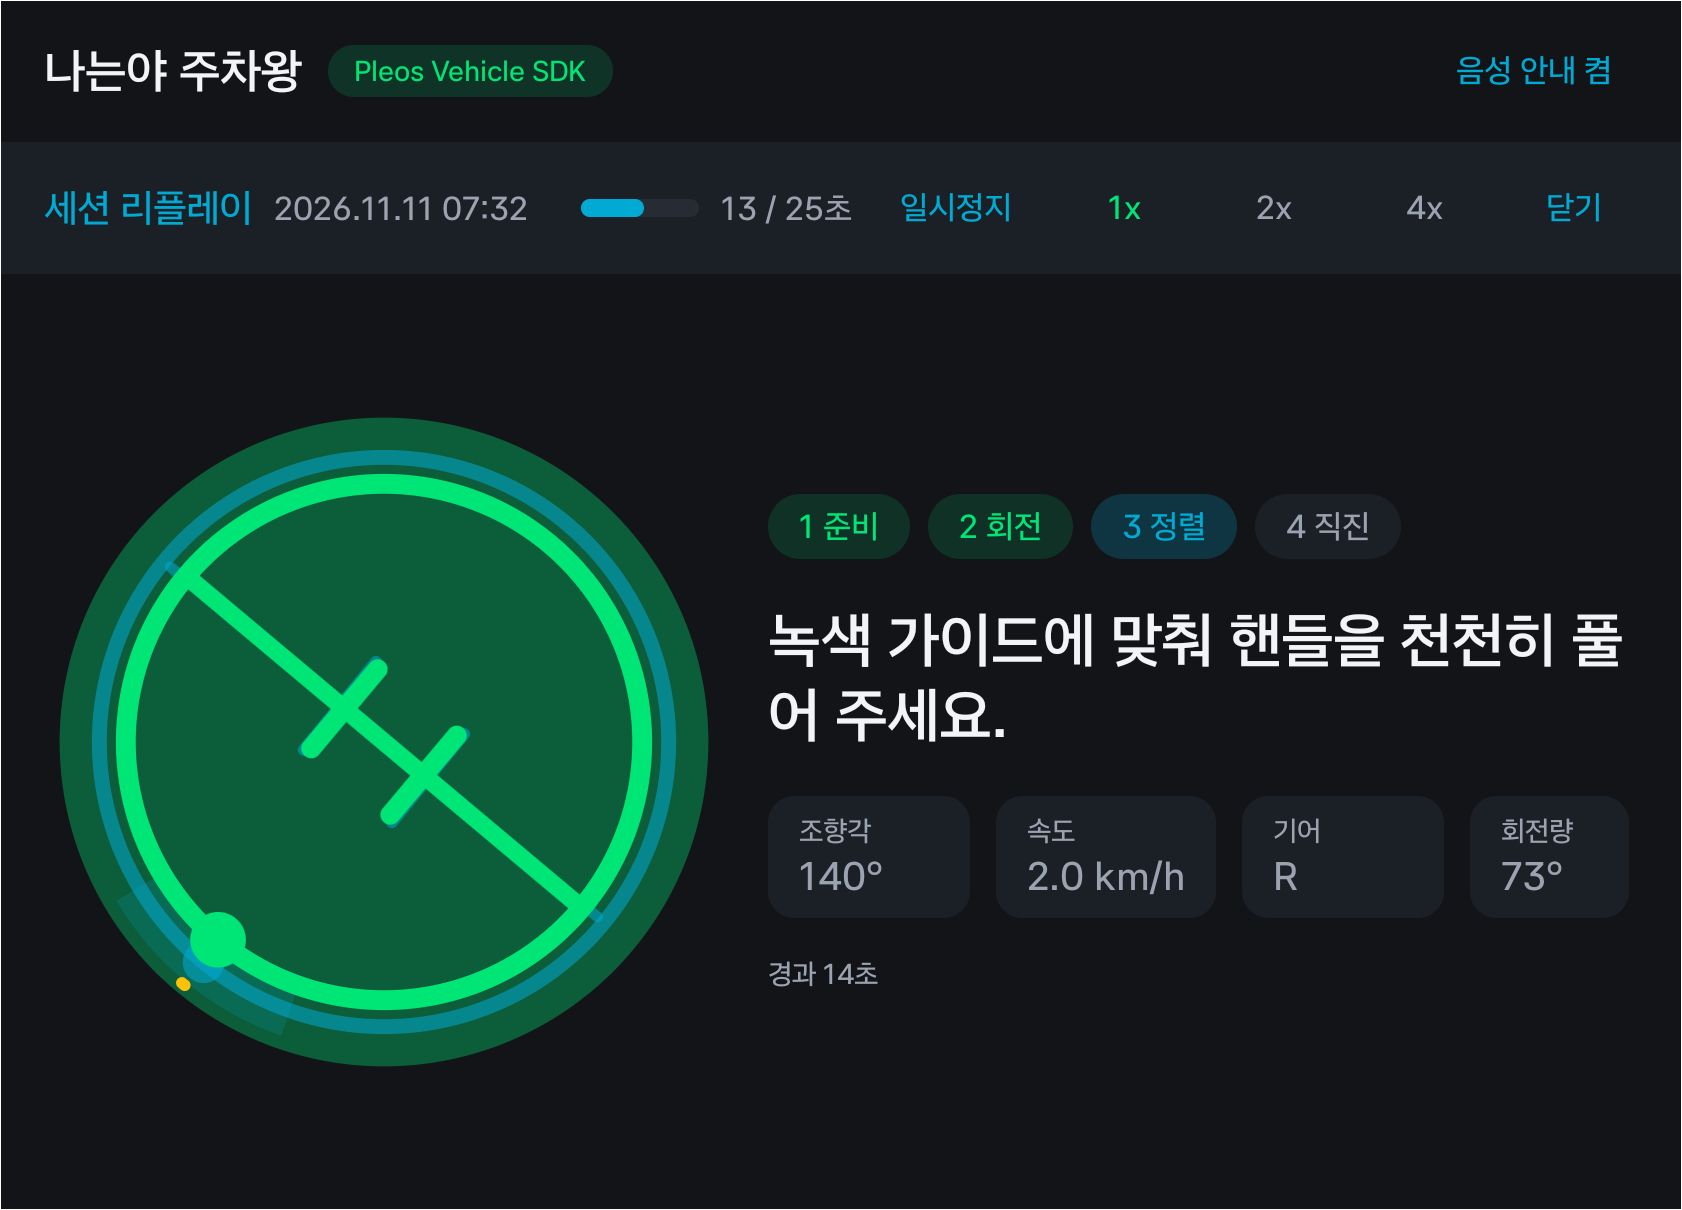 나는야 주차왕
Pleos Vehicle SDK
음성 안내 켬
세션 리플레이 2026.11.11 07:32 13 / 25초 일시정지 1x 2x 4x 닫기
1 준비 2 회전 3 정렬 4 직진
녹색 가이드에 맞춰 핸들을 천천히 풀
어 주세요.
조향각 속도 기어 회전량
140° 2.0 km/h R 73°
경과 14초